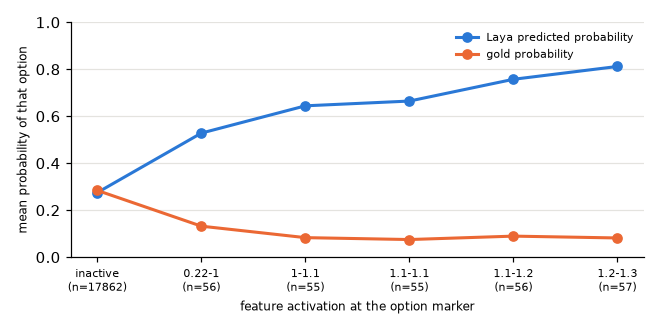 1.0
0.8
0.6
0.4
0.2
0.0
mean probability of that option
Laya predicted probability
gold probability
inactive
(n=17862)
0.22-1
(n=56)
1-1.1
(n=55)
1.1-1.1
(n=55)
1.1-1.2
(n=56)
1.2-1.3
(n=57)
feature activation at the option marker